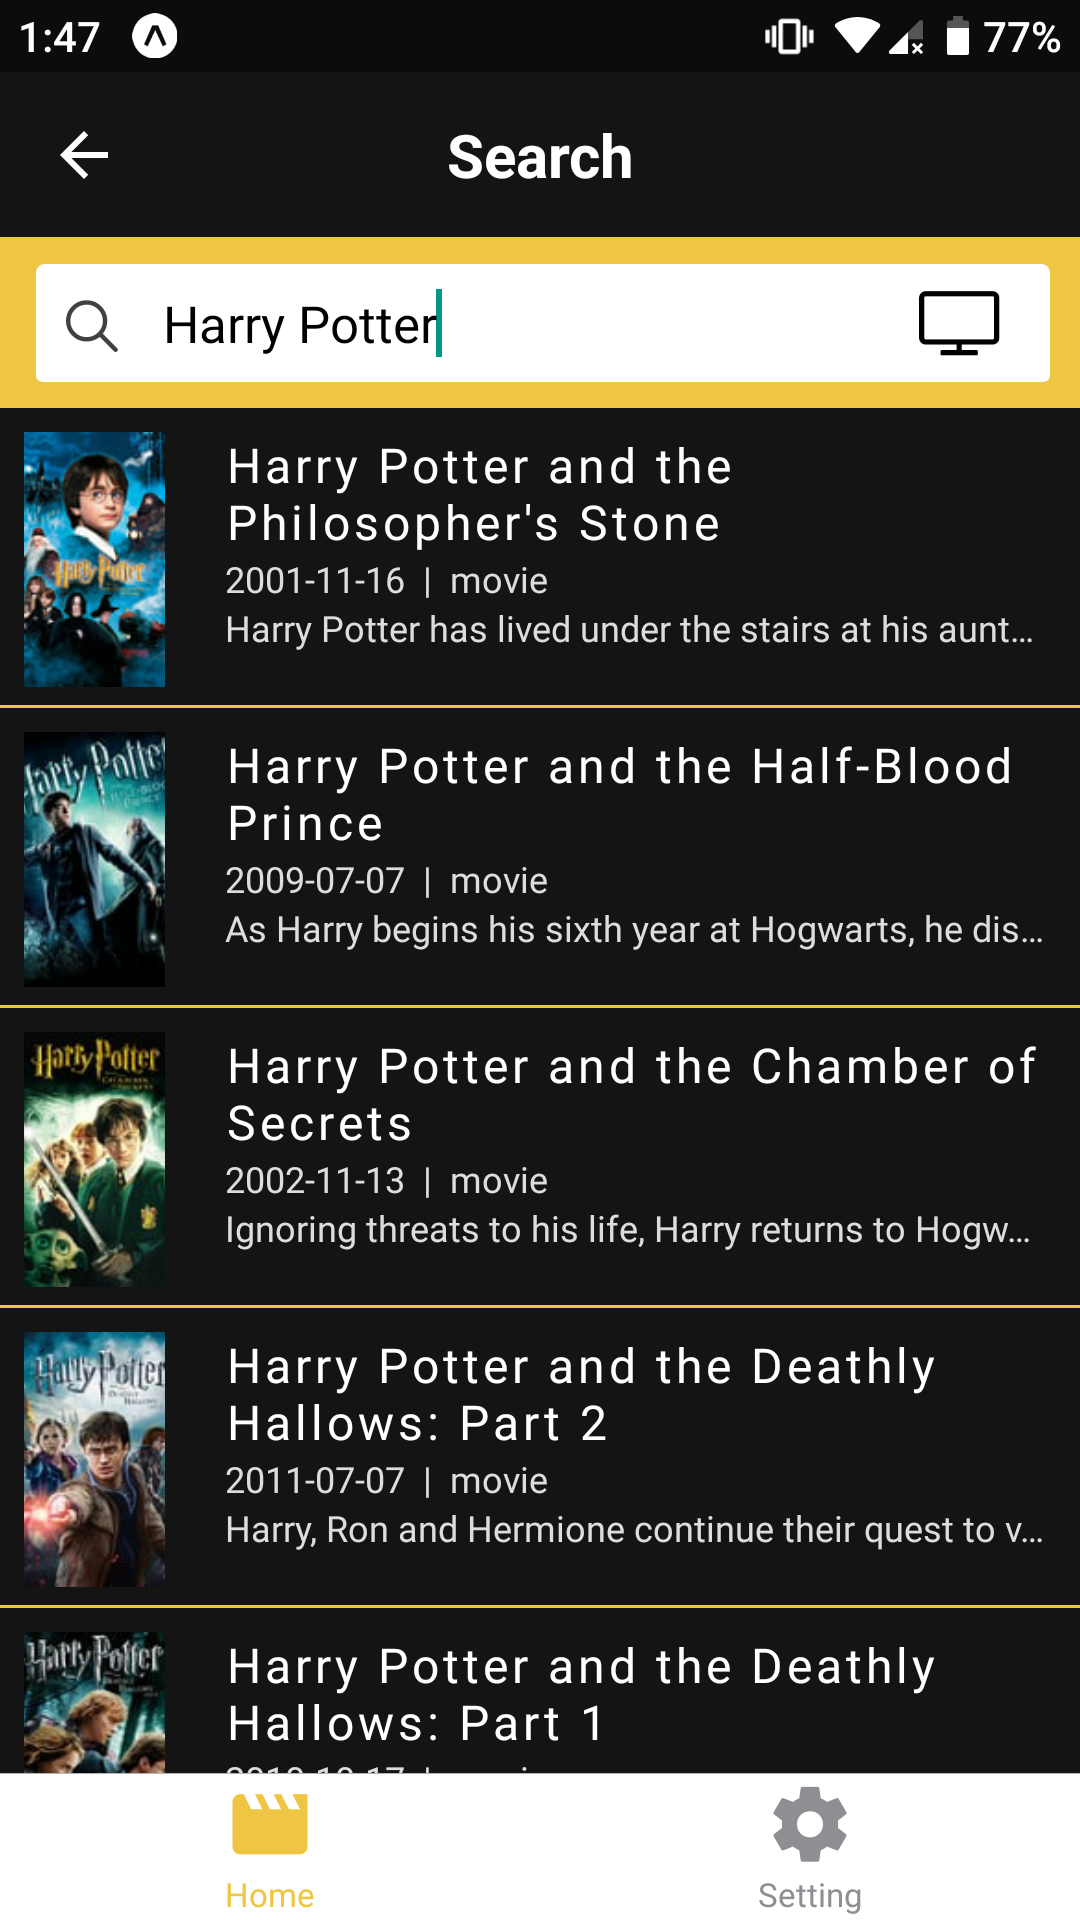 1:47
77%
Search
Harry Potter
Harry Potter and the
Philosopher's Stone
2001-11-16 | movie
Harry Potter has lived under the stairs at his aunt...
Harry Potter
Harry Potter and the Half-Blood
Prince
2009-07-07 | movie
As Harry begins his sixth year at Hogwarts, he dis...
Harry Potter
Harry Potter and the Chamber of
Secrets
2002-11-13 | movie
Ignoring threats to his life, Harry returns to Hogw...
Harry Potter
Harry Potter and the Deathly
Hallows: Part 2
2011-07-07 | movie
Harry, Ron and Hermione continue their quest to v...
Harry Potter
Harry Potter and the Deathly
Hallows: Part 1
Home
Setting